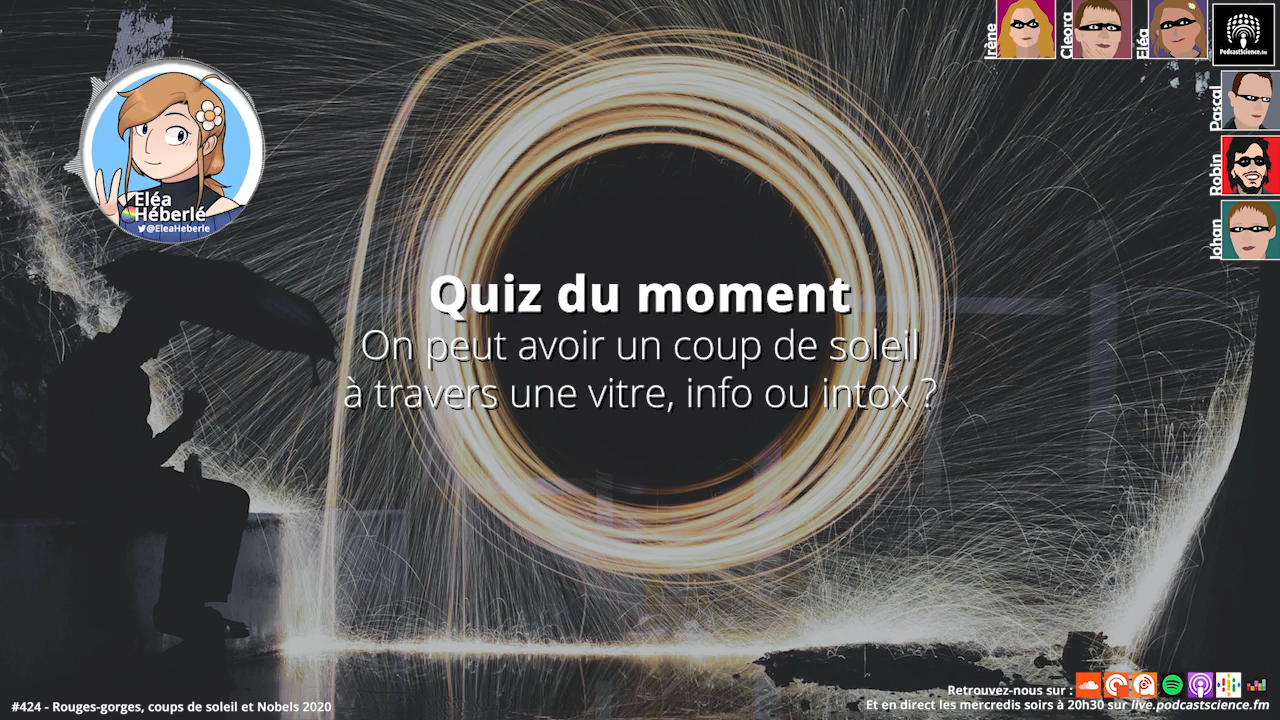 Irène
Cleora
Eléa
PodcastScience.fm
Pascal
Robin
Johan
Eléa
Héberlé
@EleaHeberle
Quiz du moment
On peut avoir un coup de soleil
à travers une vitre, info ou intox ?
#424 - Rouges-gorges, coups de soleil et Nobels 2020
Retrouvez-nous sur :
Et en direct les mercredis soirs à 20h30 sur live.podcastscience.fm